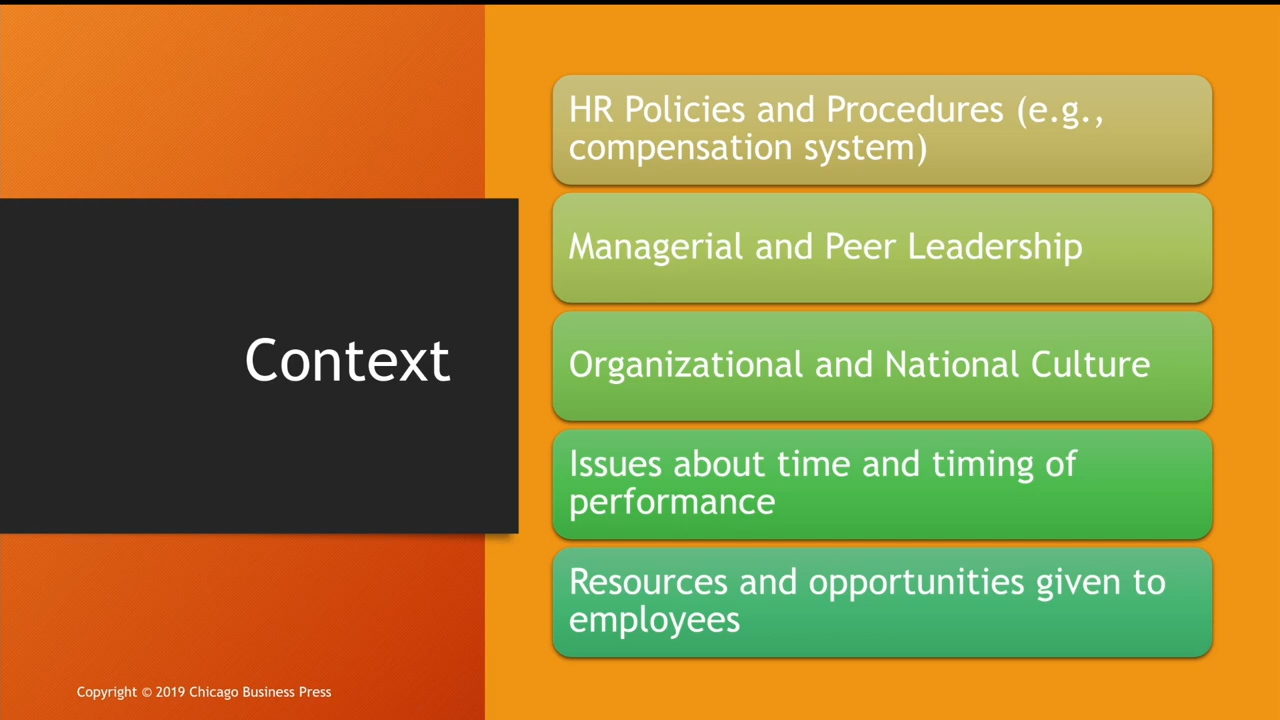 Context
HR Policies and Procedures (e.g.,
compensation system)
Managerial and Peer Leadership
Organizational and National Culture
Issues about time and timing of
performance
Resources and opportunities given to
employees
Copyright © 2019 Chicago Business Press